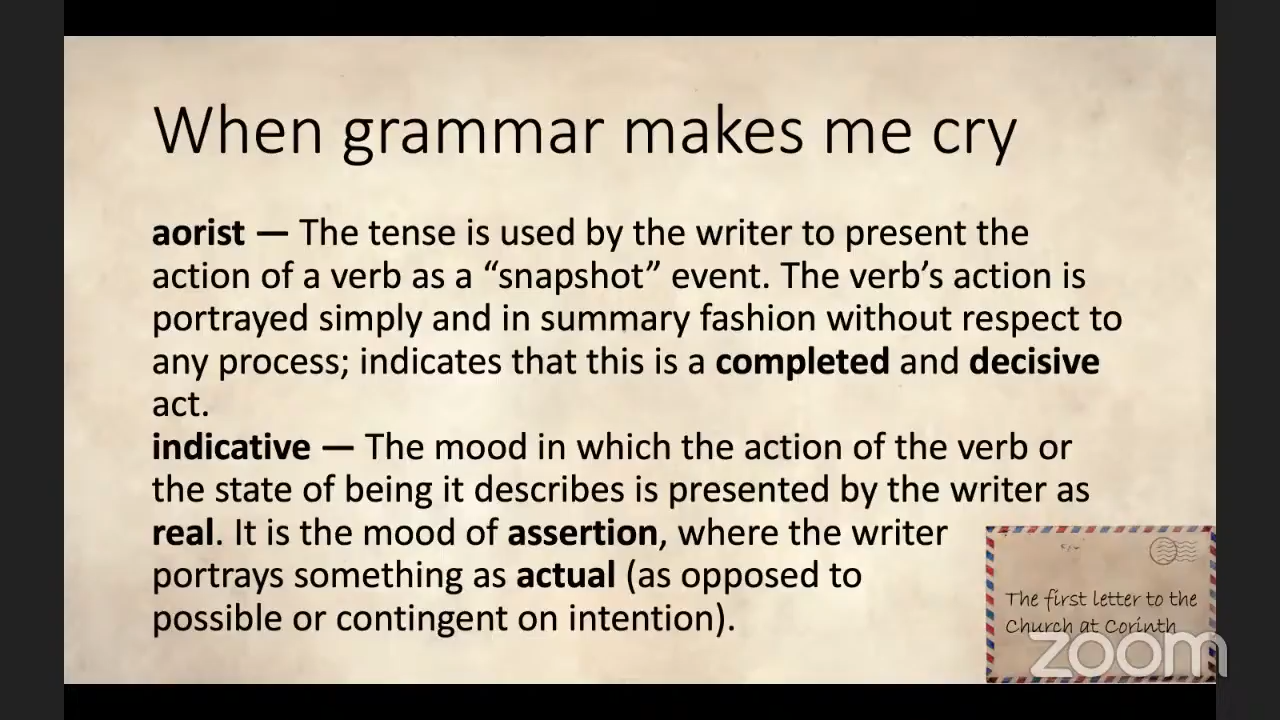 When grammar makes me cry
aorist — The tense is used by the writer to present the
action of a verb as a “snapshot” event. The verb’s action is
portrayed simply and in summary fashion without respect to
any process; indicates that this is a completed and decisive
act.
indicative — The mood in which the action of the verb or
the state of being it describes is presented by the writer as
real. It is the mood of assertion, where the writer
portrays something as actual (as opposed to
possible or contingent on intention).
The first letter to the
Church at Corinth
zoom